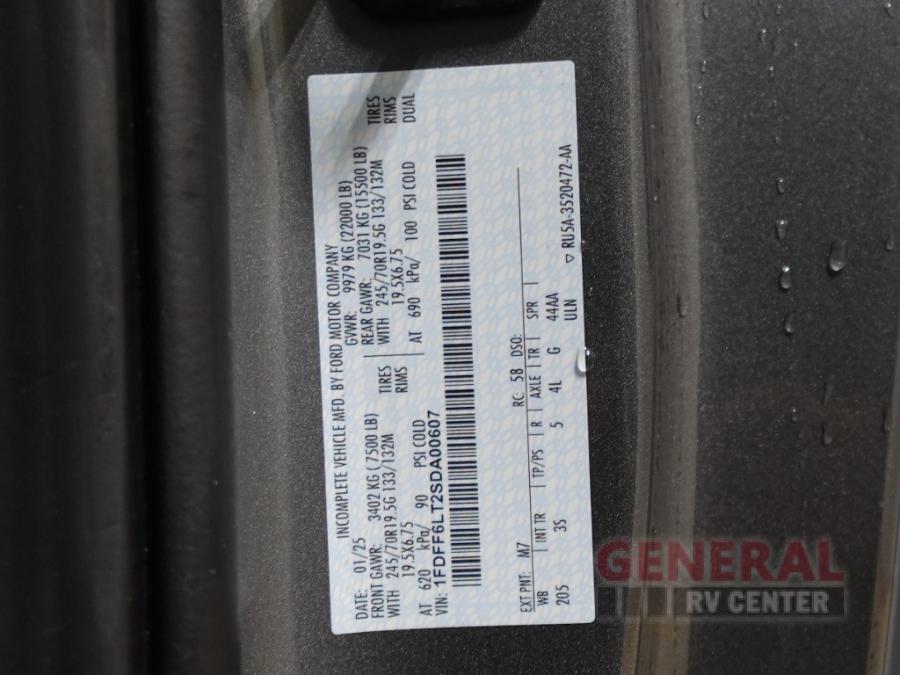 INCOMPLETE VEHICLE MFD. BY FORD MOTOR COMPANY
DATE: 01/25 GVWR: 9979 KG (22000 LB)
FRONT GAWR: 3402 KG (7500 LB) REAR GAWR: 7031 KG (15500 LB)
WITH 245/70R19.5G 133/132M TIRES WITH 245/70R19.5G 133/132M TIRES
19.5X6.75 RIMS 19.5X6.75 RIMS
AT 620 kPa/ 90 PSI COLD AT 690 kPa/ 100 PSI COLD DUAL
VIN: 1FDFF6LT2SDA00607
EXT PNT: M7 RC: 58 DSO:
WB INT TR TP/PS R AXLE TR SPR
205 3S 5 4L G 44AA
ULN
▽ RU5A-3520472-AA
GENERAL
RV CENTER